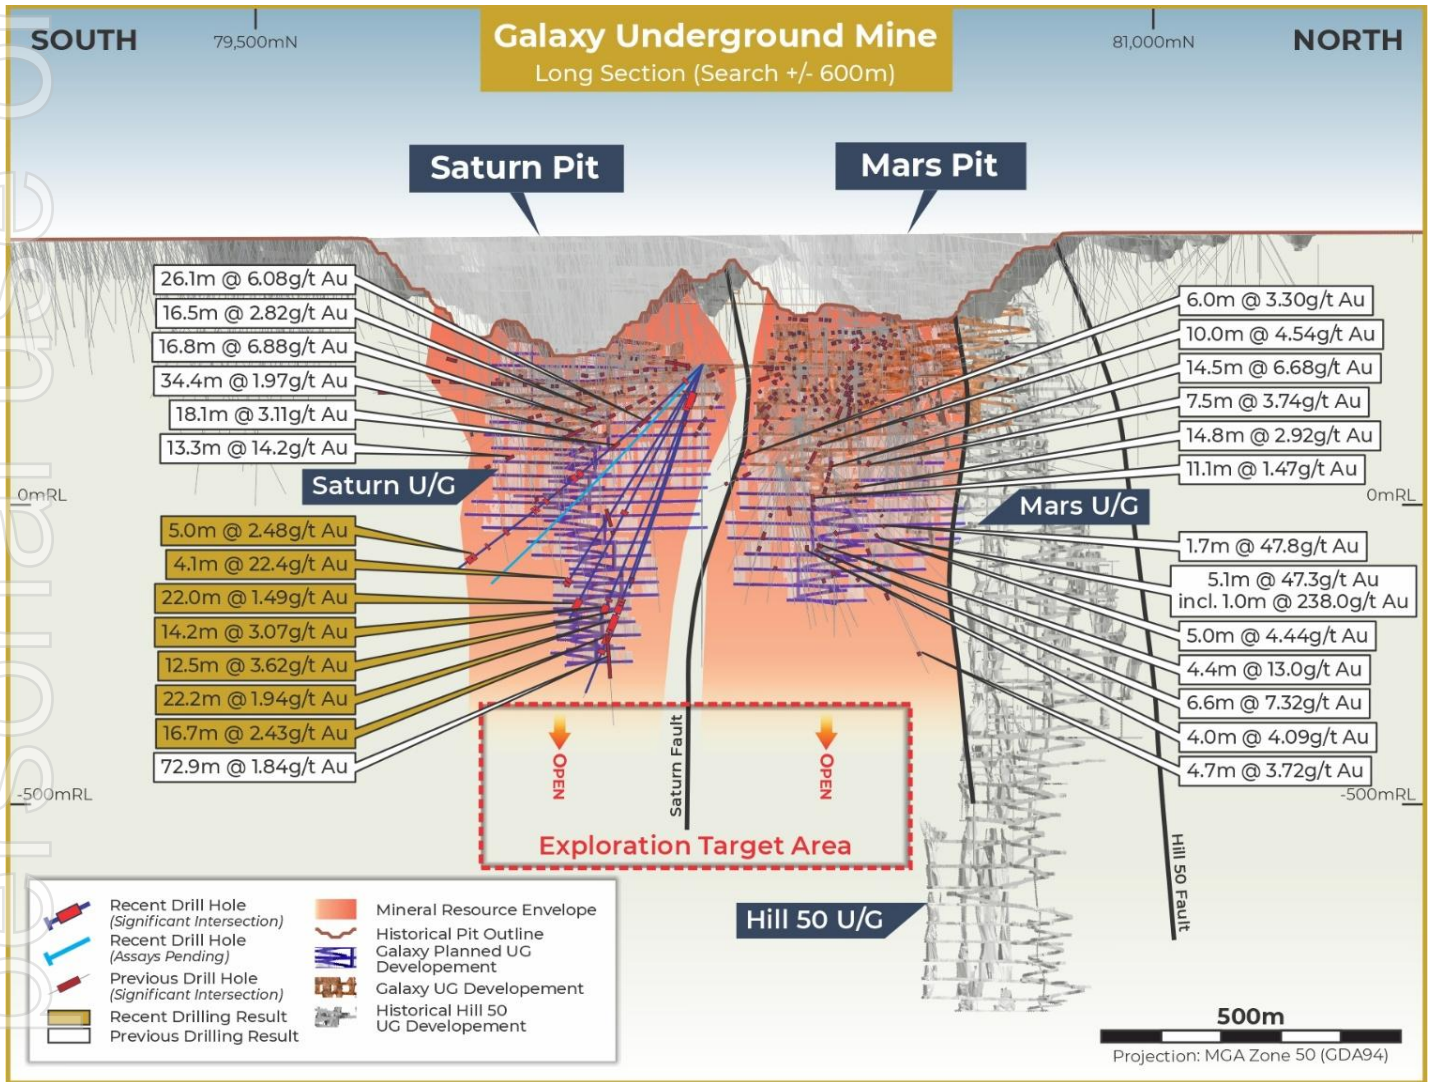 SOUTH
79,500mN
Galaxy Underground Mine
Long Section (Search +/- 600m)
81,000mN
NORTH
Saturn Pit
Mars Pit
26.1m @ 6.08g/t Au
16.5m @ 2.82g/t Au
16.8m @ 6.88g/t Au
34.4m @ 1.97g/t Au
18.1m @ 3.11g/t Au
13.3m @ 14.2g/t Au
Saturn U/G
0mRL
5.0m @ 2.48g/t Au
4.1m @ 22.4g/t Au
22.0m @ 1.49g/t Au
14.2m @ 3.07g/t Au
12.5m @ 3.62g/t Au
22.2m @ 1.94g/t Au
16.7m @ 2.43g/t Au
72.9m @ 1.84g/t Au
-500mRL
6.0m @ 3.30g/t Au
10.0m @ 4.54g/t Au
14.5m @ 6.68g/t Au
7.5m @ 3.74g/t Au
14.8m @ 2.92g/t Au
11.1m @ 1.47g/t Au
0mRL
Mars U/G
1.7m @ 47.8g/t Au
5.1m @ 47.3g/t Au
incl. 1.0m @ 238.0g/t Au
5.0m @ 4.44g/t Au
4.4m @ 13.0g/t Au
6.6m @ 7.32g/t Au
4.0m @ 4.09g/t Au
4.7m @ 3.72g/t Au
-500mRL
OPEN
Saturn Fault
OPEN
Exploration Target Area
Hill 50 U/G
Hill 50 Fault
Recent Drill Hole
(Significant Intersection)
Recent Drill Hole
(Assays Pending)
Previous Drill Hole
(Significant Intersection)
Recent Drilling Result
Previous Drilling Result
Mineral Resource Envelope
Historical Pit Outline
Galaxy Planned UG
Developement
Galaxy UG Developement
Historical Hill 50
UG Developement
500m
Projection: MGA Zone 50 (GDA94)
personal use on